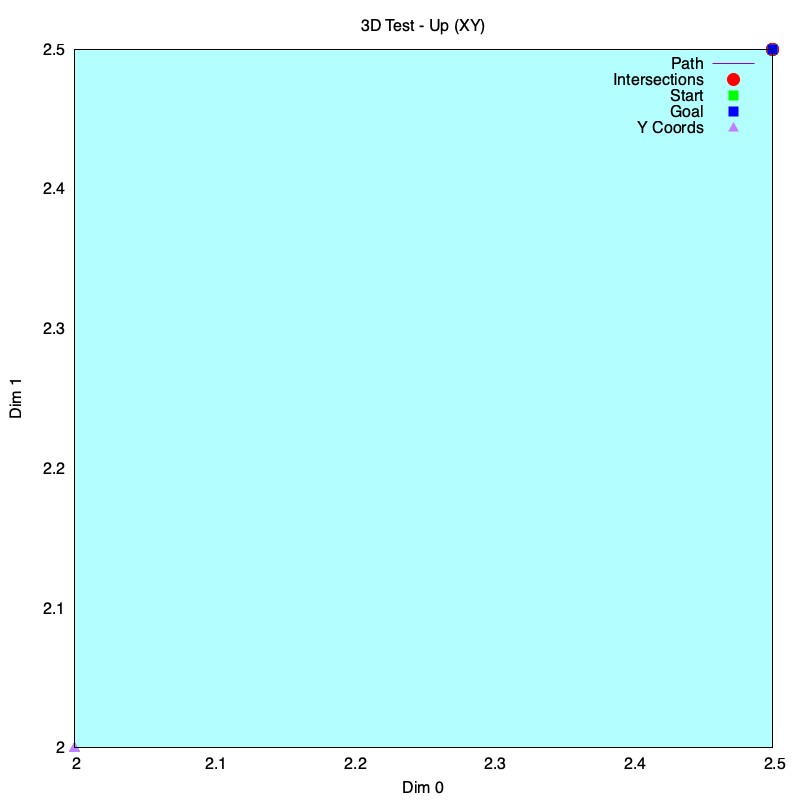 3D Test - Up (XY)
2.5
Path
Intersections
Start
Goal
Y Coords
2.4
2.3
Dim 1
2.2
2.1
2
2 2.1 2.2 2.3 2.4 2.5
Dim 0